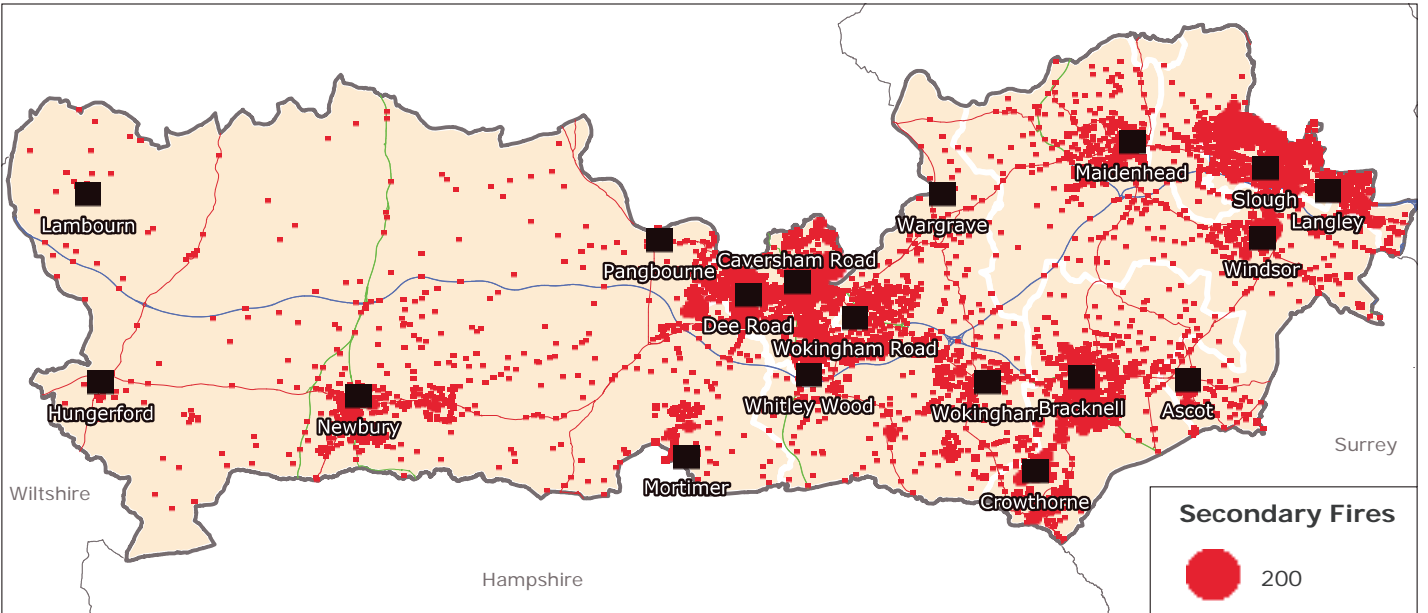 Lambourn
Pangbourne
Caversham Road
Wargrave
Maidenhead
Slough
Langley
Windsor
Dee Road
Wokingham Road
Hungerford
Newbury
Whitley Wood
Wokingham
Bracknell
Ascot
Mortimer
Crowthorne
Wiltshire
Hampshire
Surrey
Secondary Fires
200